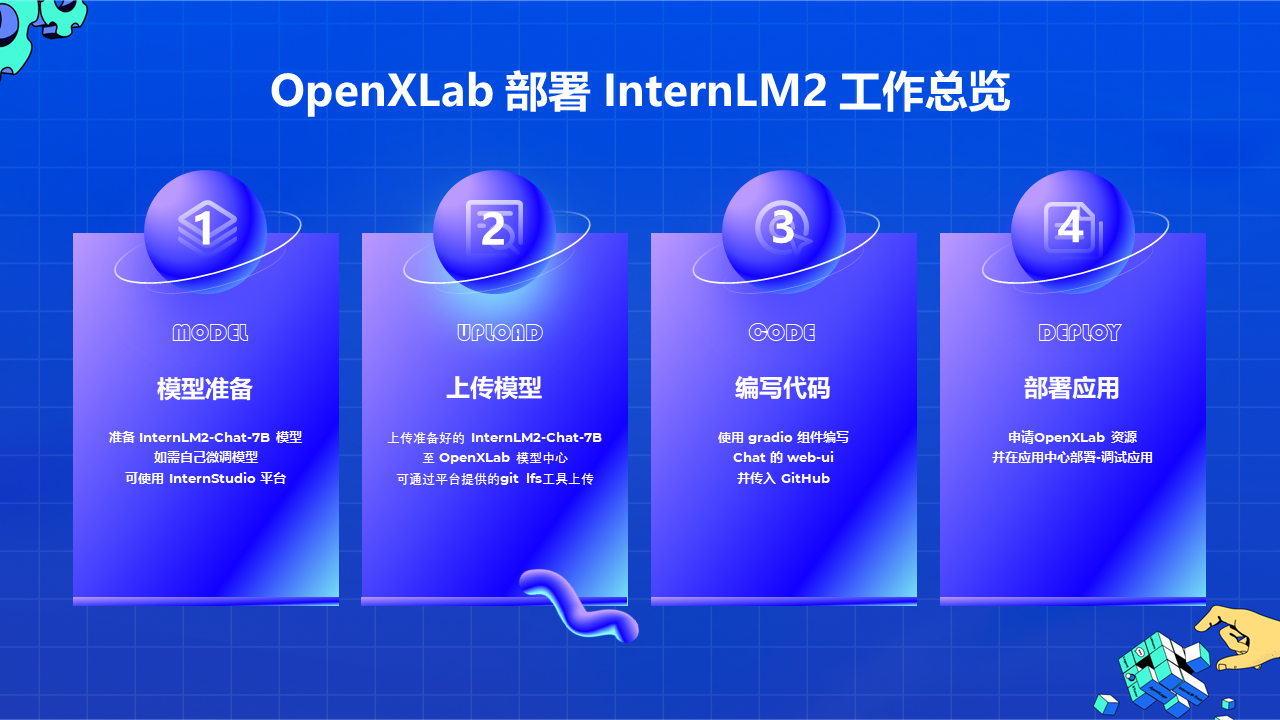 OpenXLab 部署 InternLM2 工作总览
1
MODEL
模型准备
准备 InternLM2-Chat-7B 模型
如需自己微调模型
可使用 InternStudio 平台
2
UPLOAD
上传模型
上传准备好的 InternLM2-Chat-7B
至 OpenXLab 模型中心
可通过平台提供的git lfs工具上传
3
CODE
编写代码
使用 gradio 组件编写
Chat 的 web-ui
并传入 GitHub
4
DEPLOY
部署应用
申请OpenXLab 资源
并在应用中心部署-调试应用